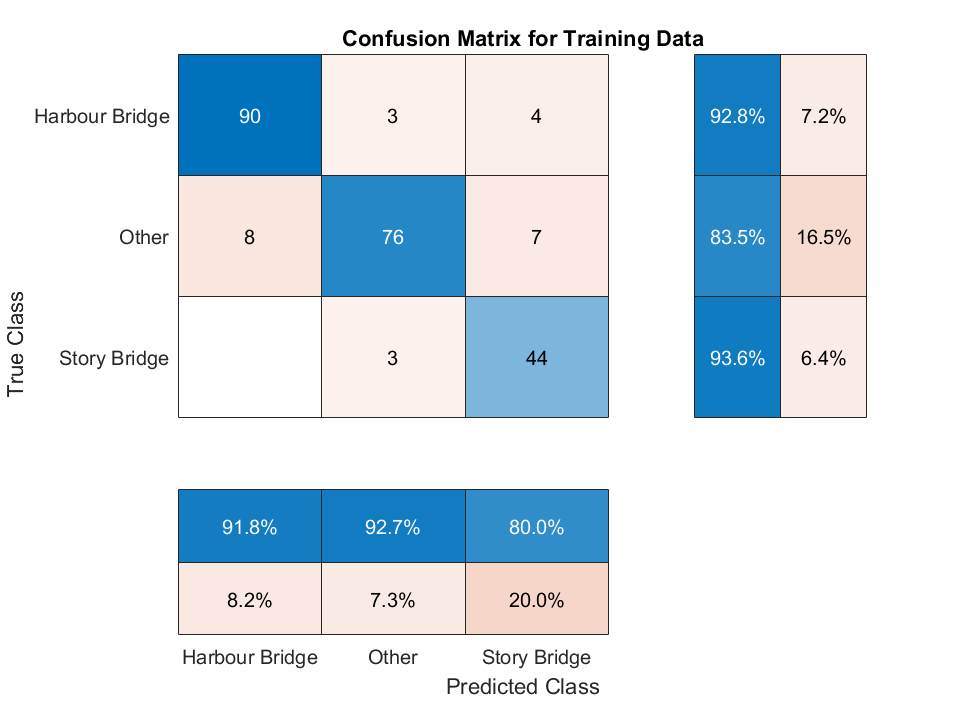 Confusion Matrix for Training Data
Harbour Bridge 90 3 4 92.8% 7.2%
Other 8 76 7 83.5% 16.5%
Story Bridge 3 44 93.6% 6.4%
True Class
91.8% 92.7% 80.0%
8.2% 7.3% 20.0%
Harbour Bridge Other Story Bridge
Predicted Class